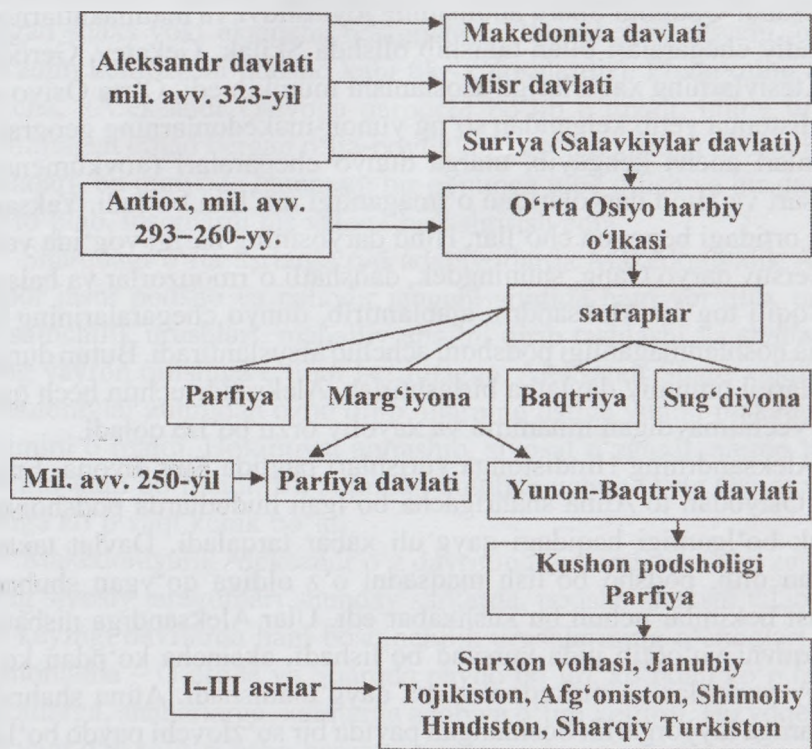 Aleksandr davlati
mil. avv. 323-yil
Makedoniya davlati
Misr davlati
Suriya (Salavkiylar davlati)
Antiox. mil. avv.
293–260-yy.
O‘rta Osiyo harbiy
o‘lkasi
satraplar
Parfiya
Marg‘iyona
Baqtriya
Sug‘diyona
Mil. avv. 250-yil
Parfiya davlati
Yunon-Baqtriya davlati
Kushon podsholigi
Parfiya
I–III asrlar
Surxon vohasi, Janubiy
Tojikiston, Afg‘oniston, Shimoliy
Hindiston, Sharqiy Turkiston